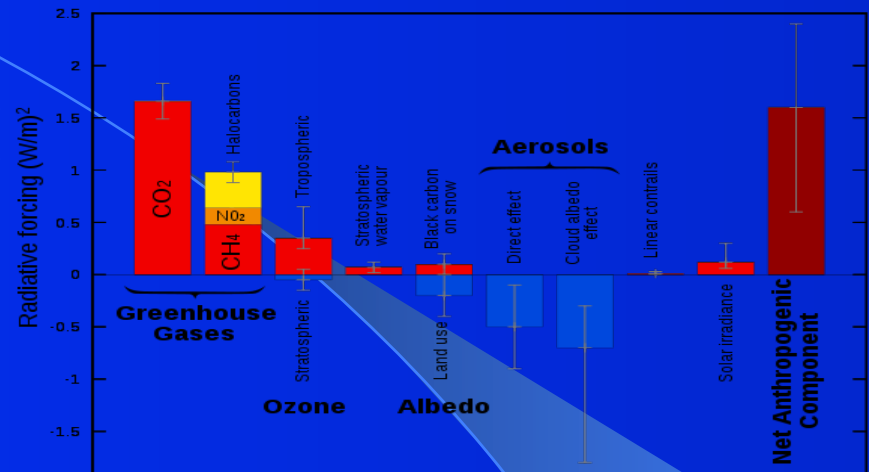 2.5
2
1.5
1
0.5
0
-0.5
-1
-1.5
Radiative forcing (W/m)²
CO₂
Halocarbons
NO₂
CH₄
Greenhouse
Gases
Tropospheric
Stratospheric
Ozone
Stratospheric
water vapour
Black carbon
on snow
Land use
Albedo
Aerosols
Direct effect
Cloud albedo
effect
Linear contrails
Solar irradiance
Net Anthropogenic
Component